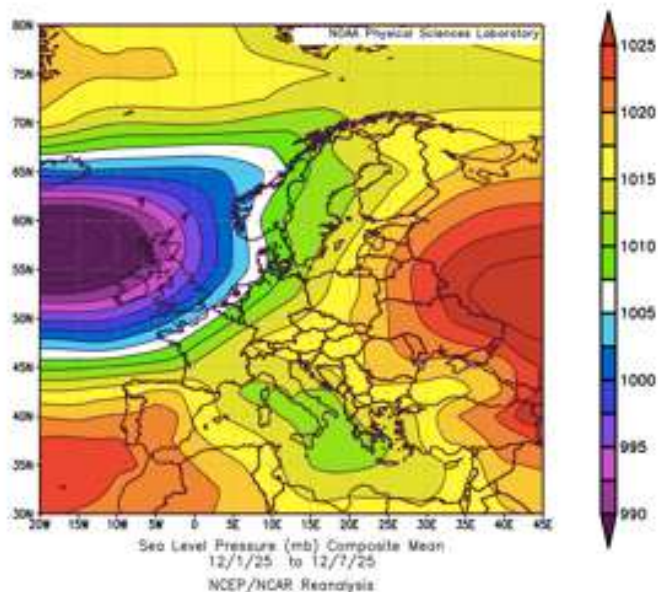 NOAA Physical Sciences Laboratory
80N
75N
70N
65N
60N
55N
50N
45N
40N
35N
30N
20W 15W 10W 5W 0 5E 10E 15E 20E 25E 30E 35E 40E 45E
1025
1020
1015
1010
1005
1000
995
990
Sea Level Pressure (mb) Composite Mean
12/1/25 to 12/7/25
NCEP/NCAR Reanalysis